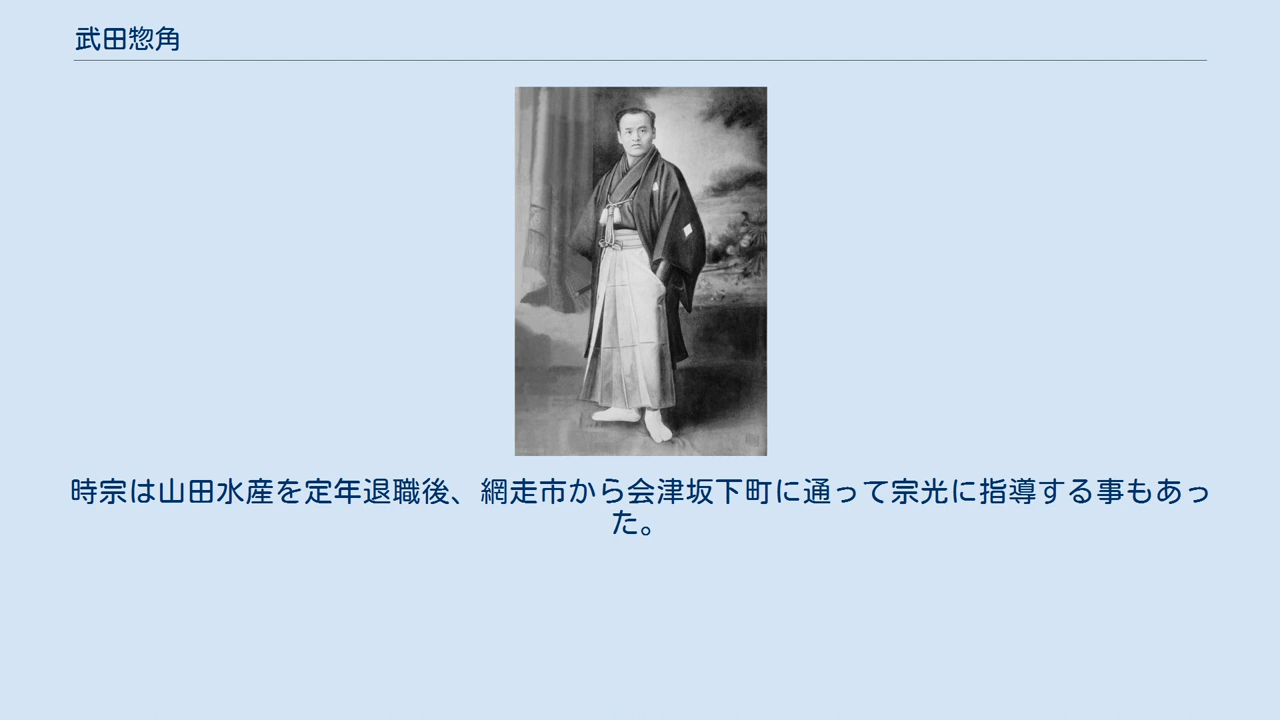 武田惣角
時宗は山田水産を定年退職後、網走市から会津坂下町に通って宗光に指導する事もあっ
た。